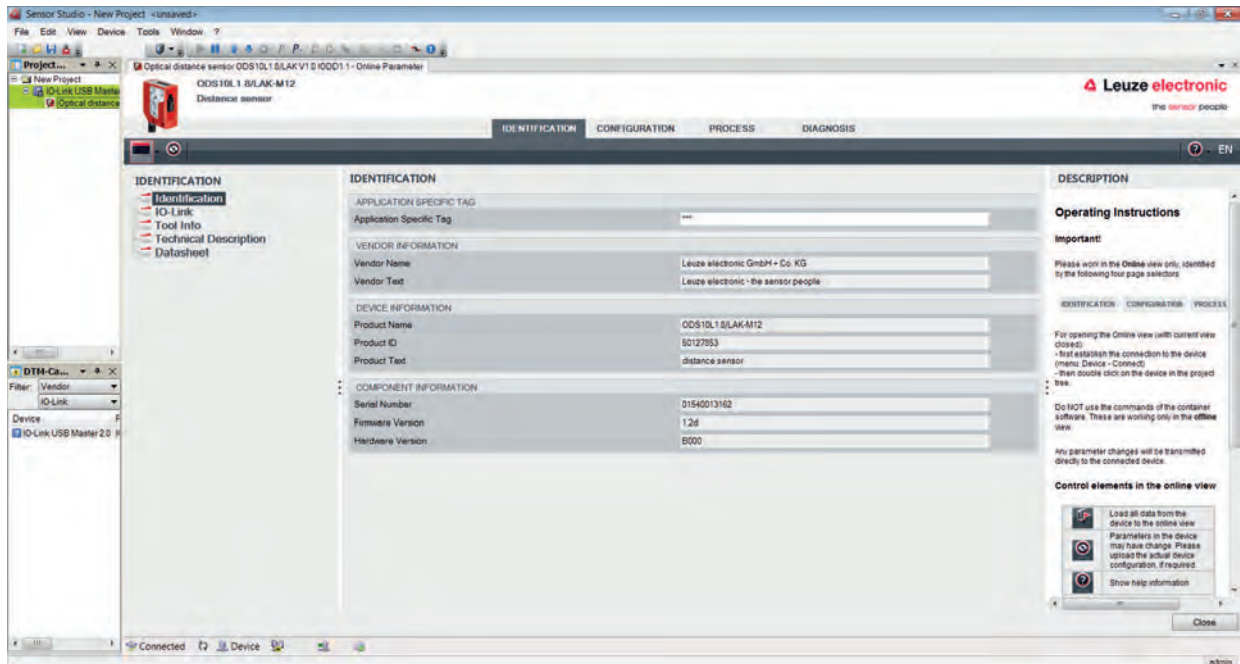 Sensor Studio - New Project <unsaved>
File Edit View Device Tools Window ?
Project...
New Project
IO-Link USB Maste
Optical distance
Optical distance sensor ODS10L1.8/LAK V1.0 IODD1.1 - Online Parameter
ODS10L1.8/LAK-M12
Distance sensor
Leuze electronic
the sensor people
IDENTIFICATION CONFIGURATION PROCESS DIAGNOSIS
EN
IDENTIFICATION
Identification
IO-Link
Tool Info
Technical Description
Datasheet
IDENTIFICATION
APPLICATION SPECIFIC TAG
Application Specific Tag ***
VENDOR INFORMATION
Vendor Name Leuze electronic GmbH + Co. KG
Vendor Text Leuze electronic - the sensor people
DEVICE INFORMATION
Product Name ODS10L1.8/LAK-M12
Product ID 50127853
Product Text distance sensor
COMPONENT INFORMATION
Serial Number 01540013162
Firmware Version 1.2d
Hardware Version B000
DESCRIPTION
Operating Instructions
Important!
Please work in the Online view only, identified
by the following four page selectors
IDENTIFICATION CONFIGURATION PROCESS
For opening the Online view (with current view
closed):
- first establish the connection to the device
(menu: Device - Connect)
- then double click on the device in the project
tree.
Do NOT use the commands of the container
software. These are working only in the offline
view.
Any parameter changes will be transmitted
directly to the connected device.
Control elements in the online view
Load all data from the
device to the online view
Parameters in the device
may have change. Please
upload the actual device
configuration, if required.
Show help information
Close
DTM-Ca...
Filter: Vendor
IO-Link
Device
IO-Link USB Master 2.0
Connected Device
admin